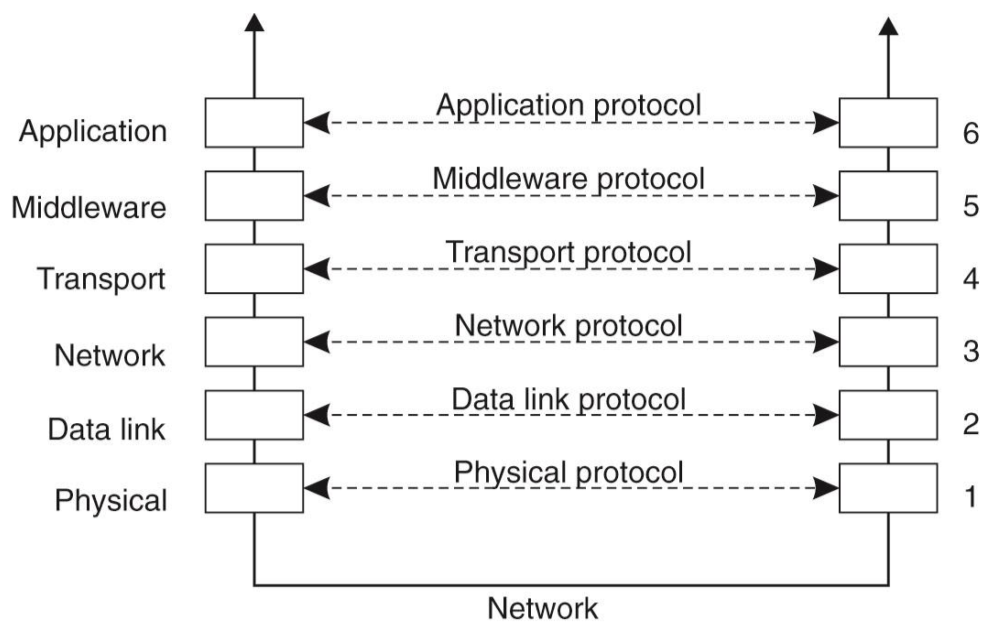 Application
Application protocol
6
Middleware
Middleware protocol
5
Transport
Transport protocol
4
Network
Network protocol
3
Data link
Data link protocol
2
Physical
Physical protocol
1
Network